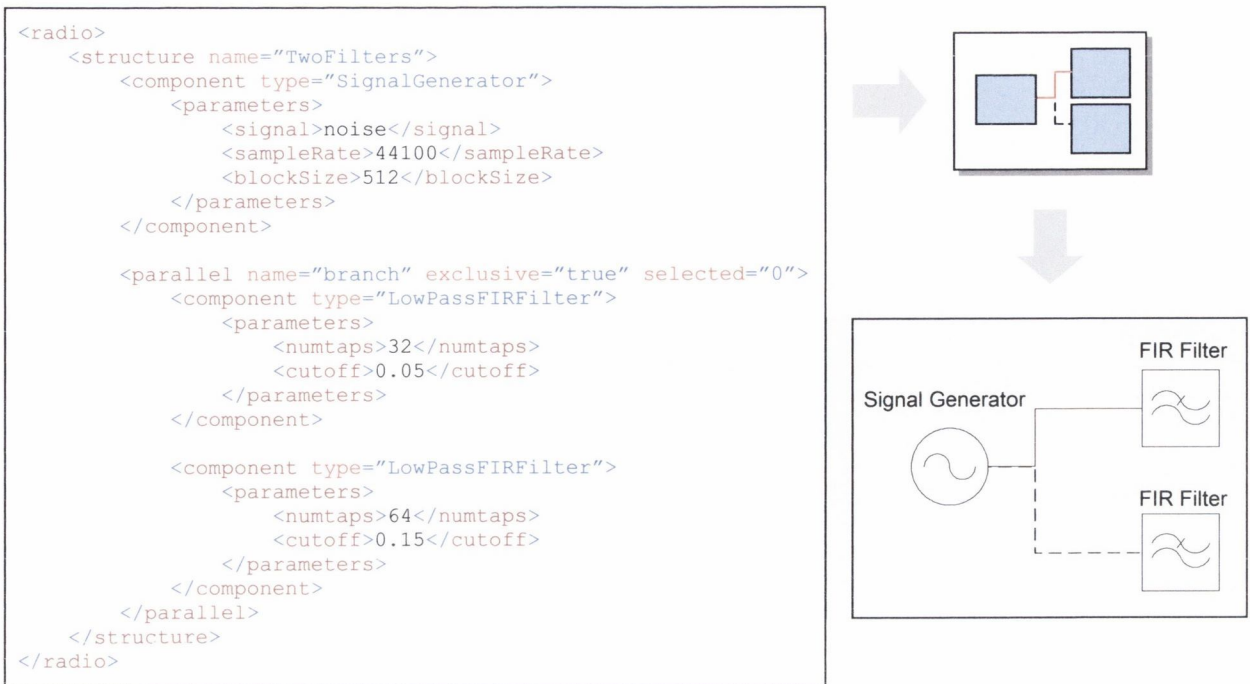 <radio>
    <structure name="TwoFilters">
        <component type="SignalGenerator">
            <parameters>
                <signal>noise</signal>
                <sampleRate>44100</sampleRate>
                <blockSize>512</blockSize>
            </parameters>
        </component>

        <parallel name="branch" exclusive="true" selected="0">
            <component type="LowPassFIRFilter">
                <parameters>
                    <numtaps>32</numtaps>
                    <cutoff>0.05</cutoff>
                </parameters>
            </component>

            <component type="LowPassFIRFilter">
                <parameters>
                    <numtaps>64</numtaps>
                    <cutoff>0.15</cutoff>
                </parameters>
            </component>
        </parallel>
    </structure>
</radio>
FIR Filter
Signal Generator
FIR Filter